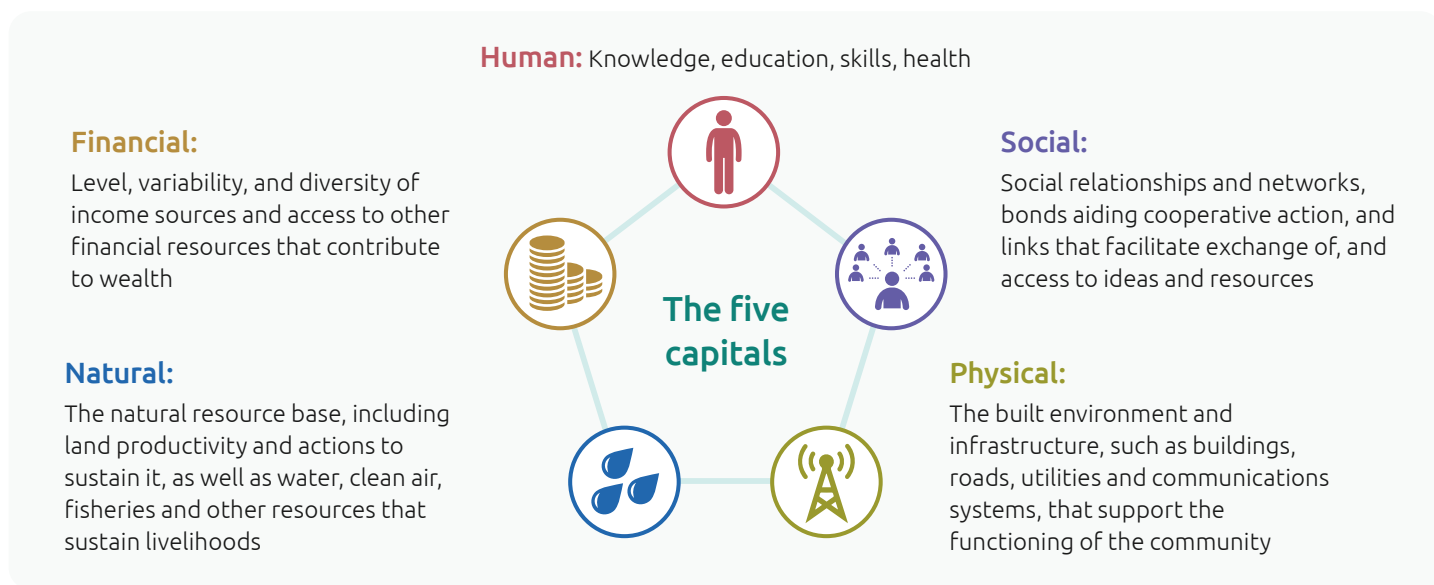 Human: Knowledge, education, skills, health
Financial:
Level, variability, and diversity of
income sources and access to other
financial resources that contribute
to wealth
Social:
Social relationships and networks,
bonds aiding cooperative action, and
links that facilitate exchange of, and
access to ideas and resources
The five
capitals
Natural:
The natural resource base, including
land productivity and actions to
sustain it, as well as water, clean air,
fisheries and other resources that
sustain livelihoods
Physical:
The built environment and
infrastructure, such as buildings,
roads, utilities and communications
systems, that support the
functioning of the community